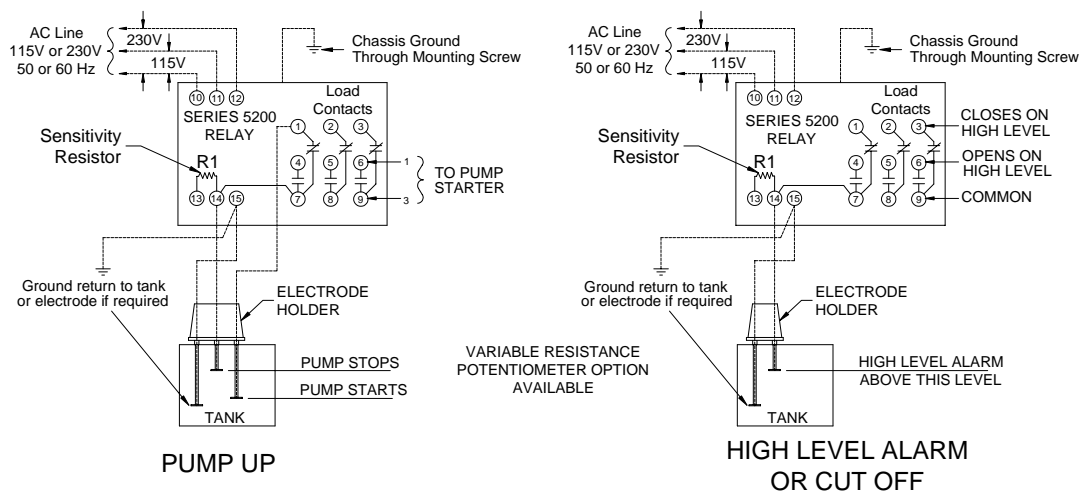 AC Line
115V or 230V
50 or 60 Hz
230V
115V
Chassis Ground
Through Mounting Screw
10 11 12
SERIES 5200
RELAY
Load
Contacts
1 2 3
Sensitivity
Resistor
R1
4 5 6
13 14 15
7 8 9
1
TO PUMP
STARTER
3
Ground return to tank
or electrode if required
ELECTRODE
HOLDER
PUMP STOPS
PUMP STARTS
TANK
PUMP UP
VARIABLE RESISTANCE
POTENTIOMETER OPTION
AVAILABLE
AC Line
115V or 230V
50 or 60 Hz
230V
115V
Chassis Ground
Through Mounting Screw
10 11 12
SERIES 5200
RELAY
Load
Contacts
1 2 3
CLOSES ON
HIGH LEVEL
Sensitivity
Resistor
R1
4 5 6
OPENS ON
HIGH LEVEL
13 14 15
7 8 9
COMMON
Ground return to tank
or electrode if required
ELECTRODE
HOLDER
HIGH LEVEL ALARM
ABOVE THIS LEVEL
TANK
HIGH LEVEL ALARM
OR CUT OFF